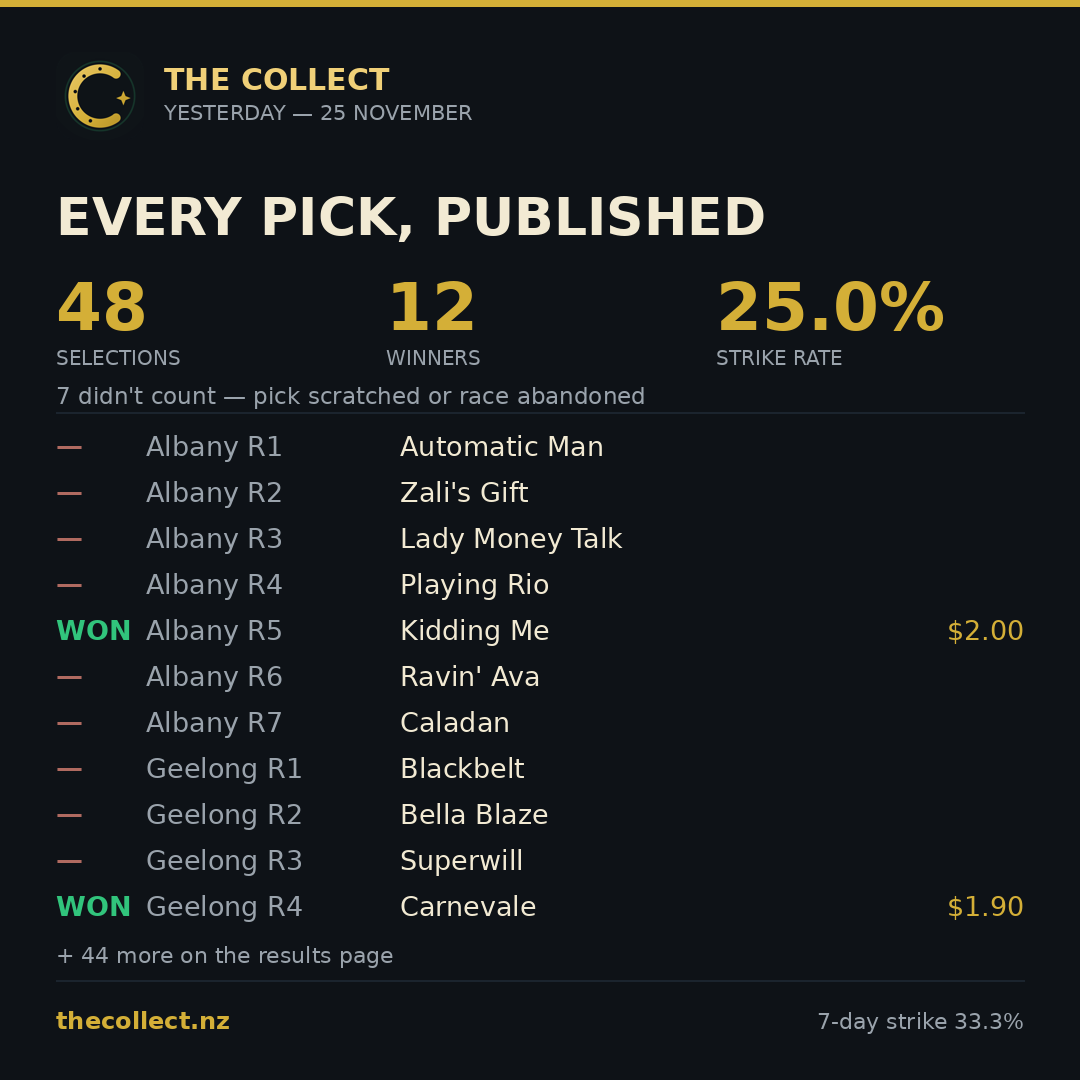 THE COLLECT
YESTERDAY — 25 NOVEMBER
EVERY PICK, PUBLISHED
48 12 25.0%
SELECTIONS WINNERS STRIKE RATE
7 didn't count — pick scratched or race abandoned
— Albany R1 Automatic Man
— Albany R2 Zali's Gift
— Albany R3 Lady Money Talk
— Albany R4 Playing Rio
WON Albany R5 Kidding Me $2.00
— Albany R6 Ravin' Ava
— Albany R7 Caladan
— Geelong R1 Blackbelt
— Geelong R2 Bella Blaze
— Geelong R3 Superwill
WON Geelong R4 Carnevale $1.90
+ 44 more on the results page
thecollect.nz 7-day strike 33.3%